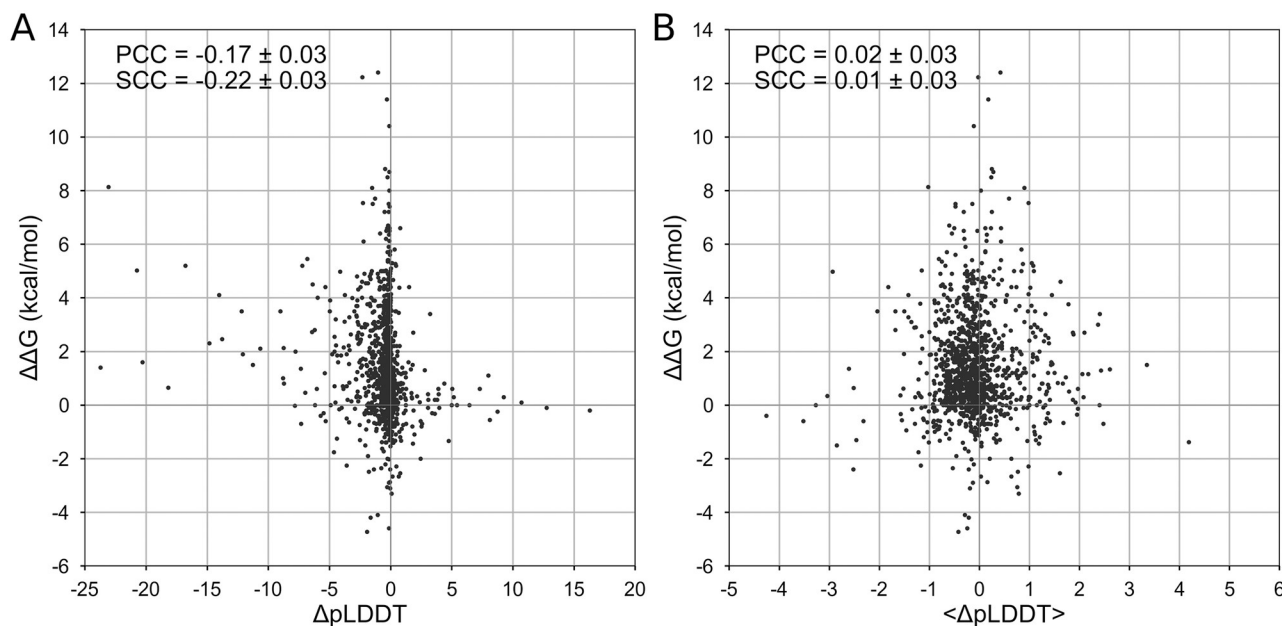 A
PCC = -0.17 ± 0.03
SCC = -0.22 ± 0.03
ΔΔG (kcal/mol)
14
12
10
8
6
4
2
0
-2
-4
-6
-25 -20 -15 -10 -5 0 5 10 15 20
ΔpLDDT
B
PCC = 0.02 ± 0.03
SCC = 0.01 ± 0.03
ΔΔG (kcal/mol)
14
12
10
8
6
4
2
0
-2
-4
-6
-5 -4 -3 -2 -1 0 1 2 3 4 5 6
<ΔpLDDT>